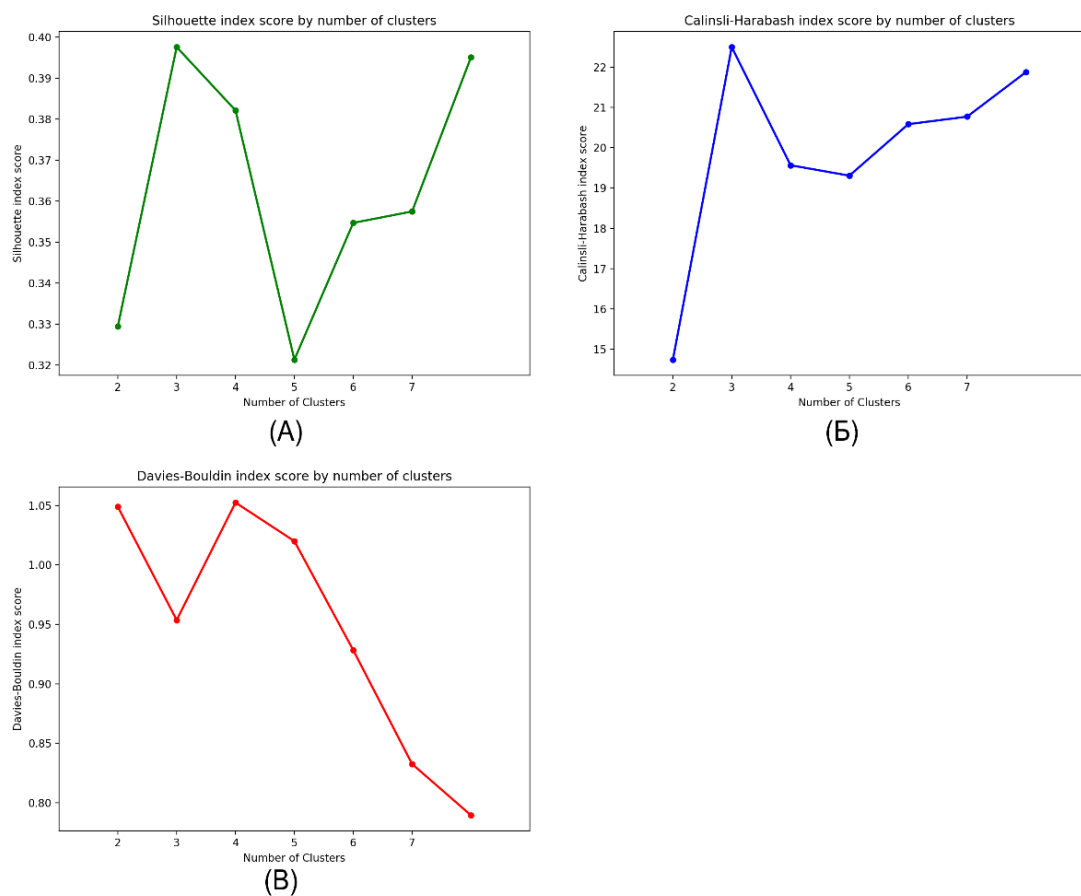 Silhouette index score by number of clusters
0.40
0.39
0.38
0.37
0.36
0.35
0.34
0.33
0.32
Silhouette index score
2 3 4 5 6 7
Number of Clusters
(А)
Calinsli-Harabash index score by number of clusters
22
21
20
19
18
17
16
15
Calinsli-Harabash index score
2 3 4 5 6 7
Number of Clusters
(Б)
Davies-Bouldin index score by number of clusters
1.05
1.00
0.95
0.90
0.85
0.80
Davies-Bouldin index score
2 3 4 5 6 7
Number of Clusters
(В)